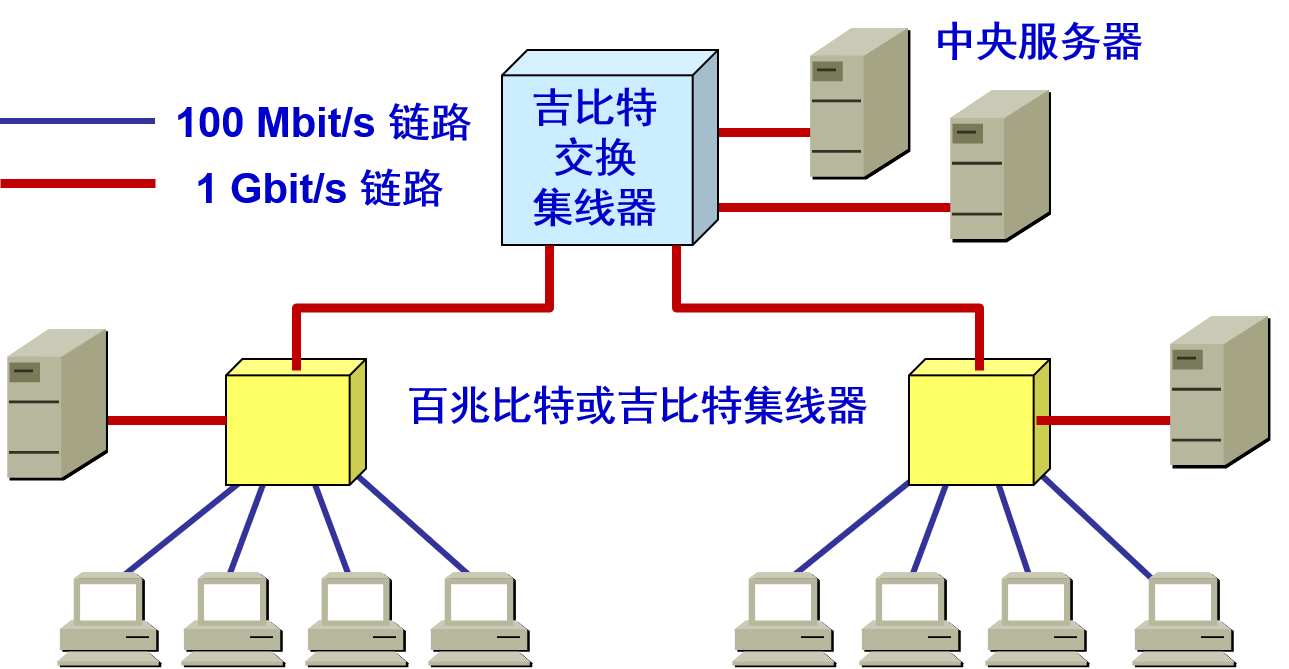 中央服务器
100 Mbit/s 链路
1 Gbit/s 链路
吉比特
交换
集线器
百兆比特或吉比特集线器